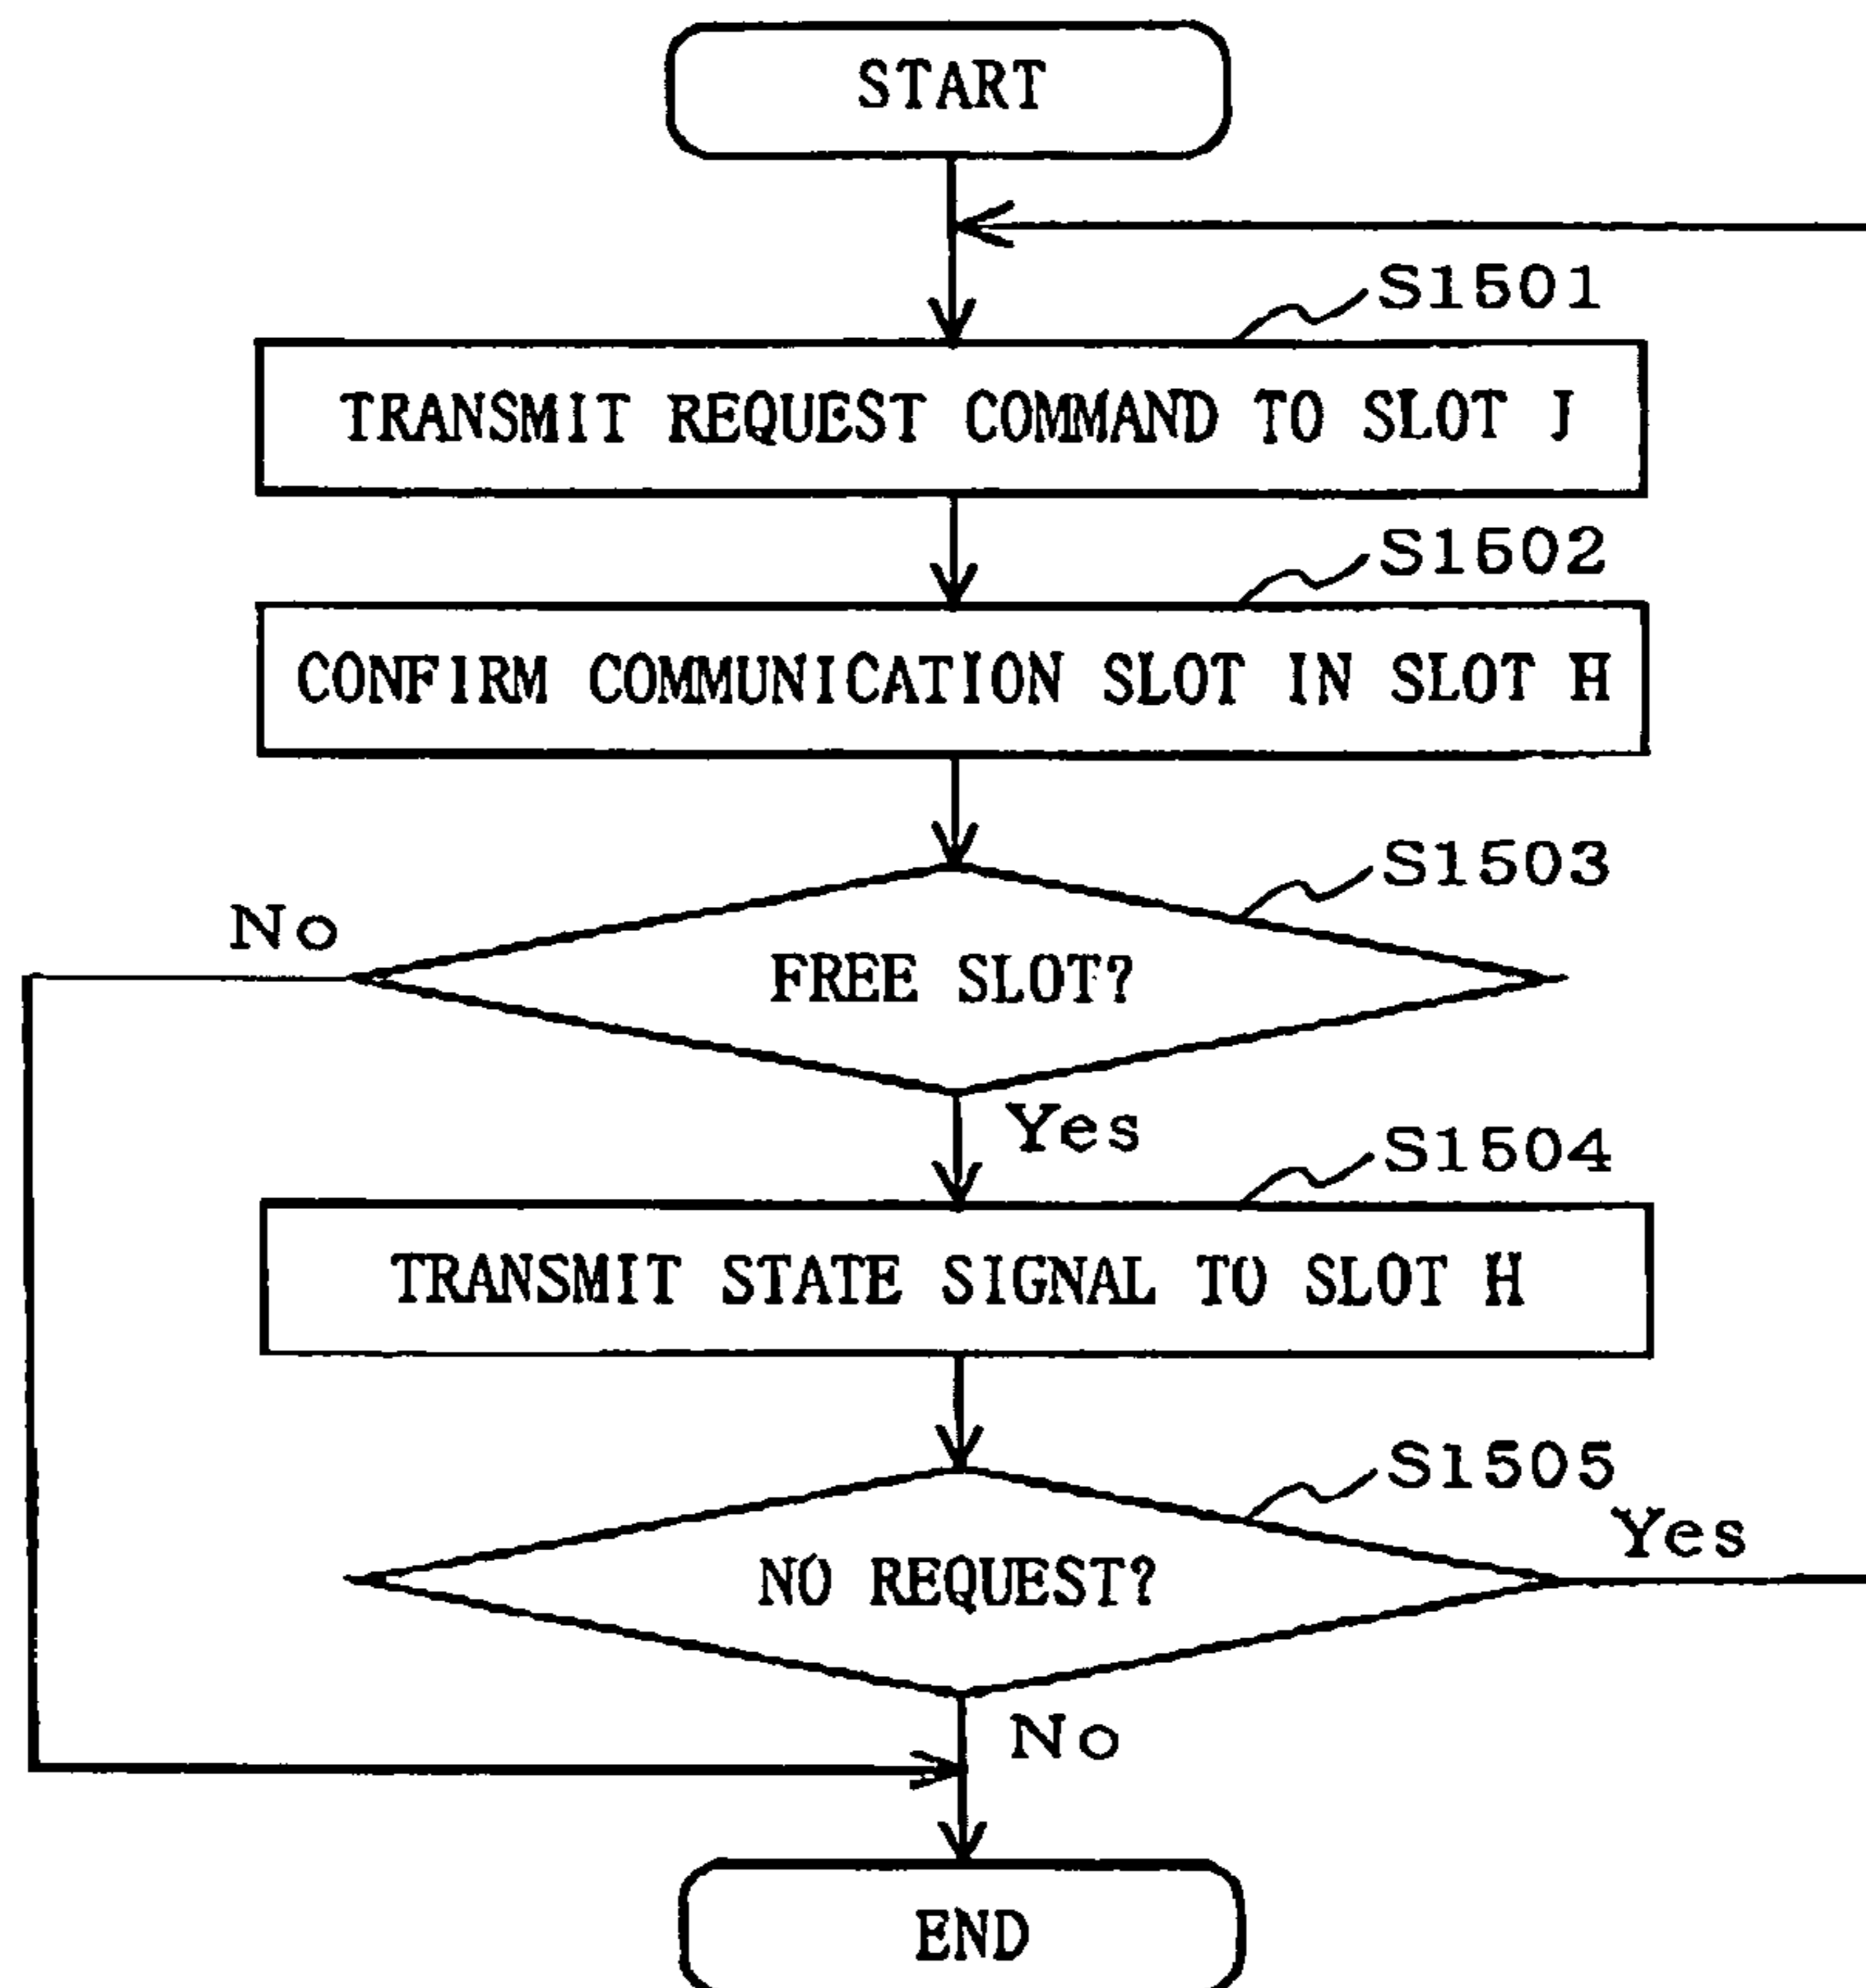 START
S1501
TRANSMIT REQUEST COMMAND TO SLOT J
S1502
CONFIRM COMMUNICATION SLOT IN SLOT H
S1503
No
FREE SLOT?
Yes
S1504
TRANSMIT STATE SIGNAL TO SLOT H
S1505
Yes
NO REQUEST?
No
END